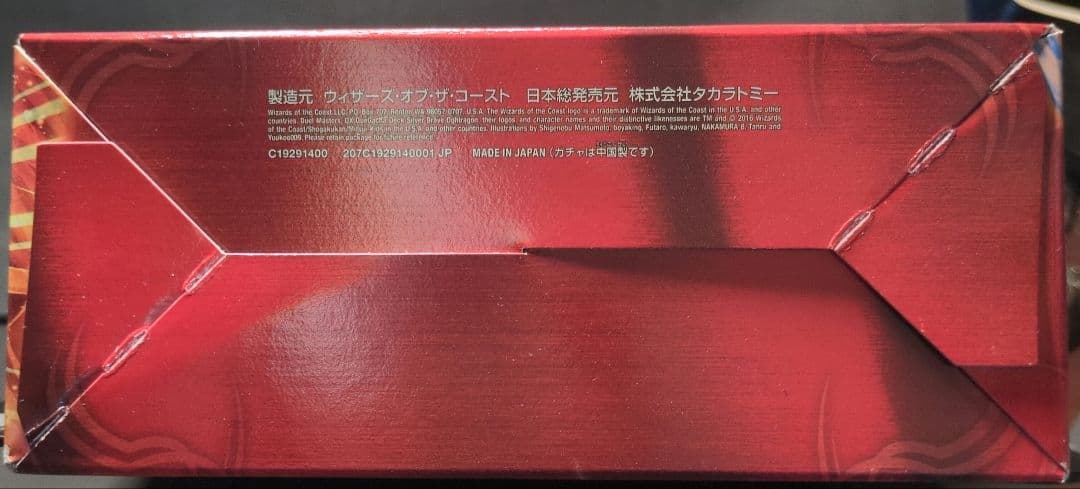 製造元 ウィザーズ・オブ・ザ・コースト 日本総発売元 株式会社タカラトミー
Wizards of the Coast LLC, PO Box 707, Renton WA 98057-0707, U.S.A. The Wizards of the Coast logo is a trademark of Wizards of the Coast in the U.S.A. and other
countries. Duel Masters, DX DueGacha Deck Silver Brave Dghiragon, their logos, and character names and their distinctive likenesses are TM and © 2016 Wizards
of the Coast/Shogakukan/Mitsui-Kids in the U.S.A. and other countries. Illustrations by Shigenobu Matsumoto, boyaking, Futaro, kawaryu, NAKAMURA 8, Tanru and
Yuukoo009. Please retain package for future reference.
C19291400 207C1929140001 JP MADE IN JAPAN (ガチャは中国製です)